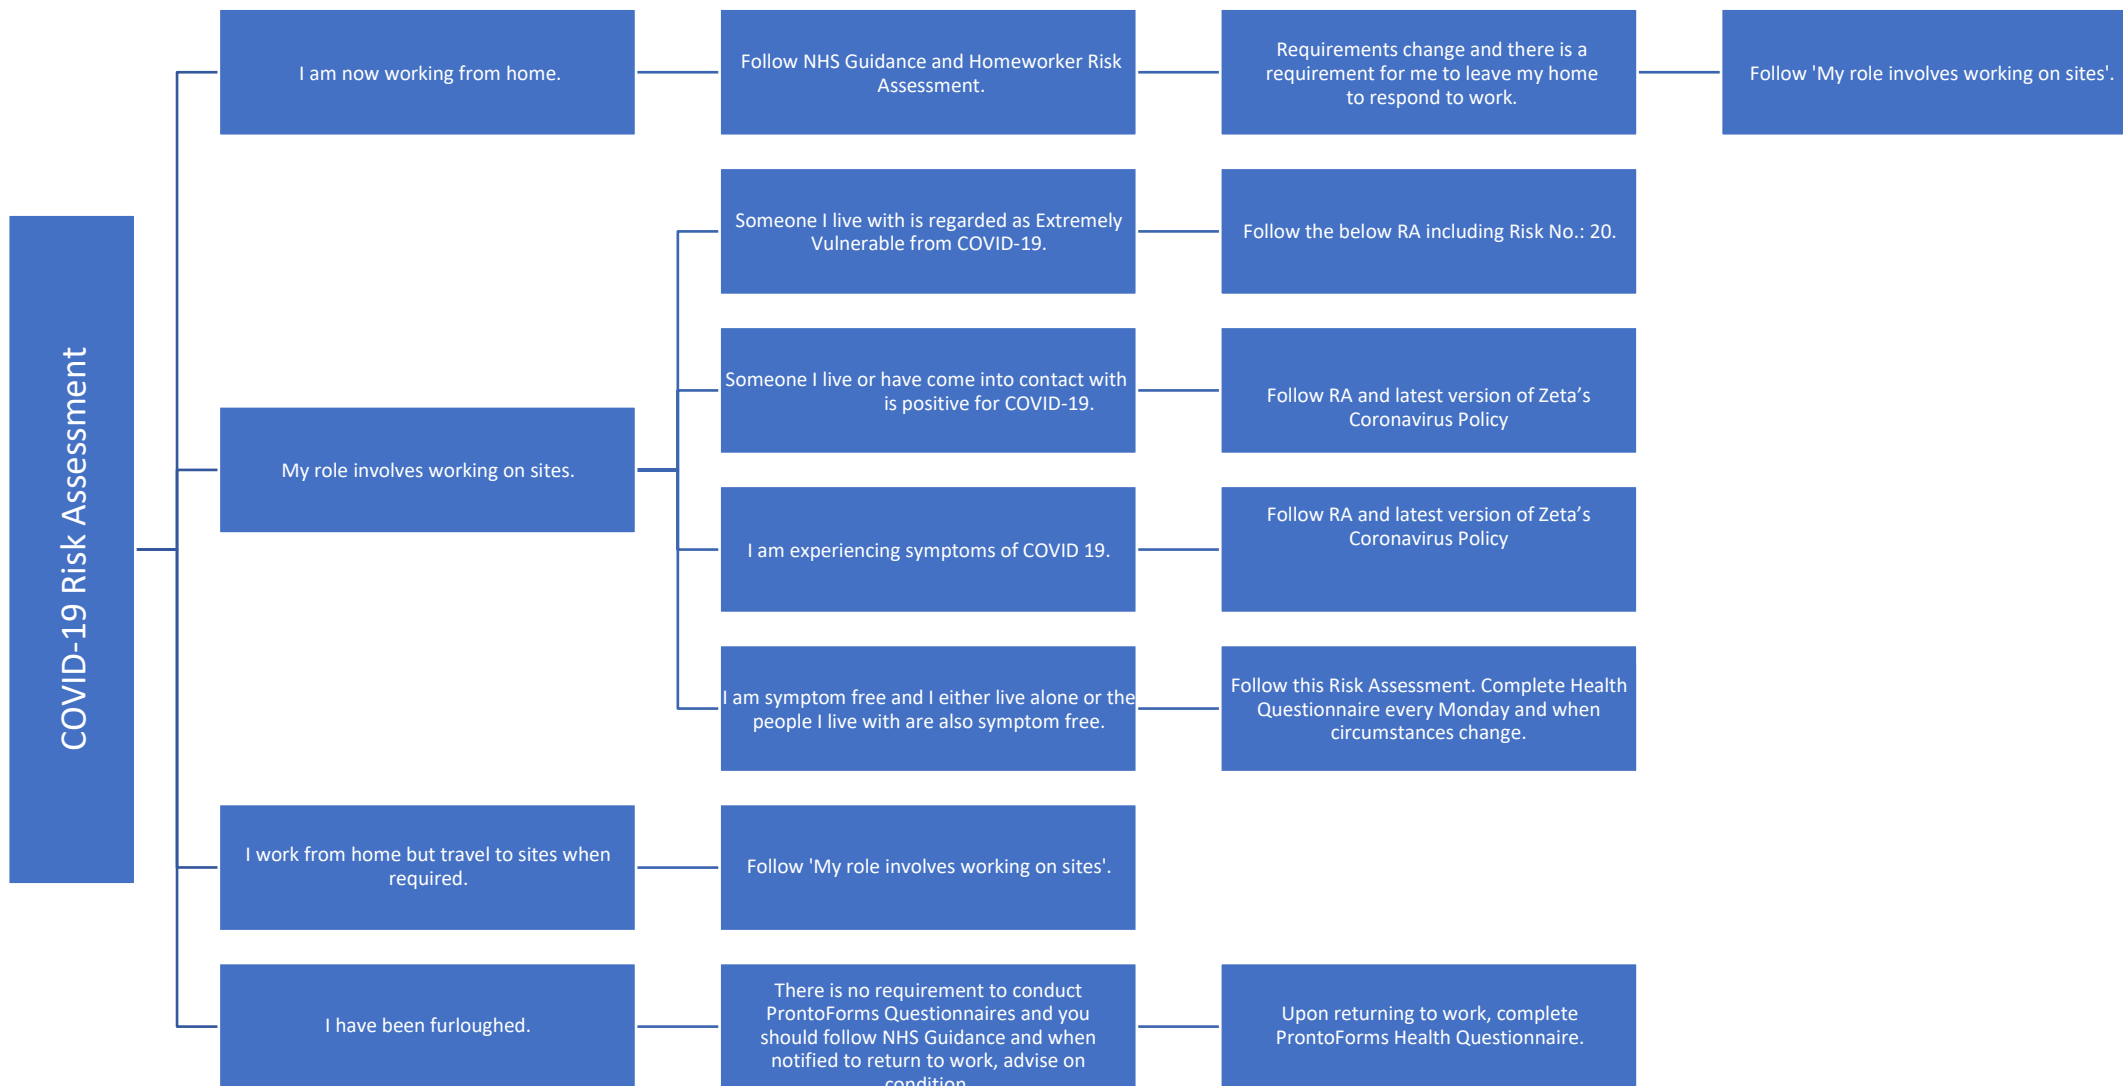 COVID-19 Risk Assessment
I am now working from home.
Follow NHS Guidance and Homeworker Risk
Assessment.
Requirements change and there is a
requirement for me to leave my home
to respond to work.
Follow 'My role involves working on sites'.
My role involves working on sites.
Someone I live with is regarded as Extremely
Vulnerable from COVID-19.
Follow the below RA including Risk No.: 20.
Someone I live or have come into contact with
is positive for COVID-19.
Follow RA and latest version of Zeta’s
Coronavirus Policy
I am experiencing symptoms of COVID 19.
Follow RA and latest version of Zeta’s
Coronavirus Policy
I am symptom free and I either live alone or the
people I live with are also symptom free.
Follow this Risk Assessment. Complete Health
Questionnaire every Monday and when
circumstances change.
I work from home but travel to sites when
required.
Follow 'My role involves working on sites'.
I have been furloughed.
There is no requirement to conduct
ProntoForms Questionnaires and you
should follow NHS Guidance and when
notified to return to work, advise on
condition
Upon returning to work, complete
ProntoForms Health Questionnaire.